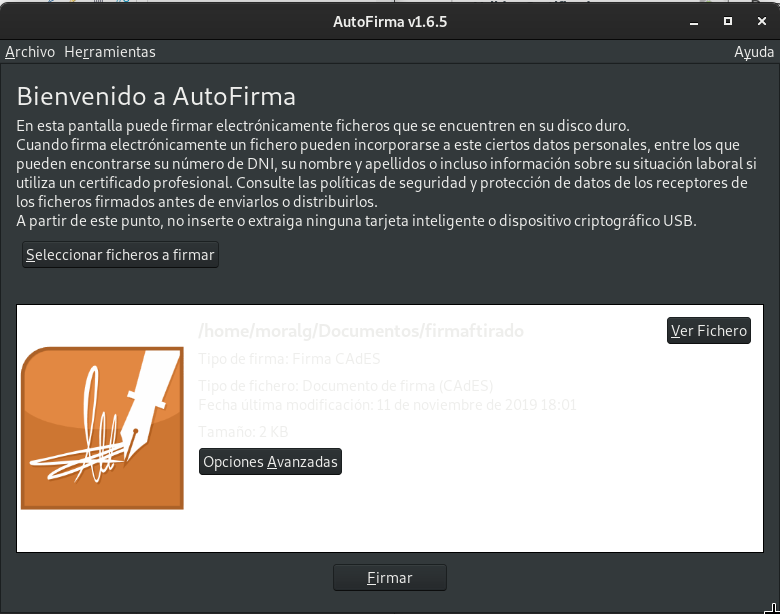 AutoFirma v1.6.5
Archivo Herramientas Ayuda
Bienvenido a AutoFirma
En esta pantalla puede firmar electrónicamente ficheros que se encuentren en su disco duro.
Cuando firma electrónicamente un fichero pueden incorporarse a este ciertos datos personales, entre los que
pueden encontrarse su número de DNI, su nombre y apellidos o incluso información sobre su situación laboral si
utiliza un certificado profesional. Consulte las políticas de seguridad y protección de datos de los receptores de
los ficheros firmados antes de enviarlos o distribuirlos.
A partir de este punto, no inserte o extraiga ninguna tarjeta inteligente o dispositivo criptográfico USB.
Seleccionar ficheros a firmar
/home/moralg/Documentos/firmaftirado
Ver Fichero
Tipo de firma: Firma CAdES
Tipo de fichero: Documento de firma (CAdES)
Fecha ultima modificación: 11 de noviembre de 2019 18:01
Tamaño: 2 KB
Opciones Avanzadas
Firmar